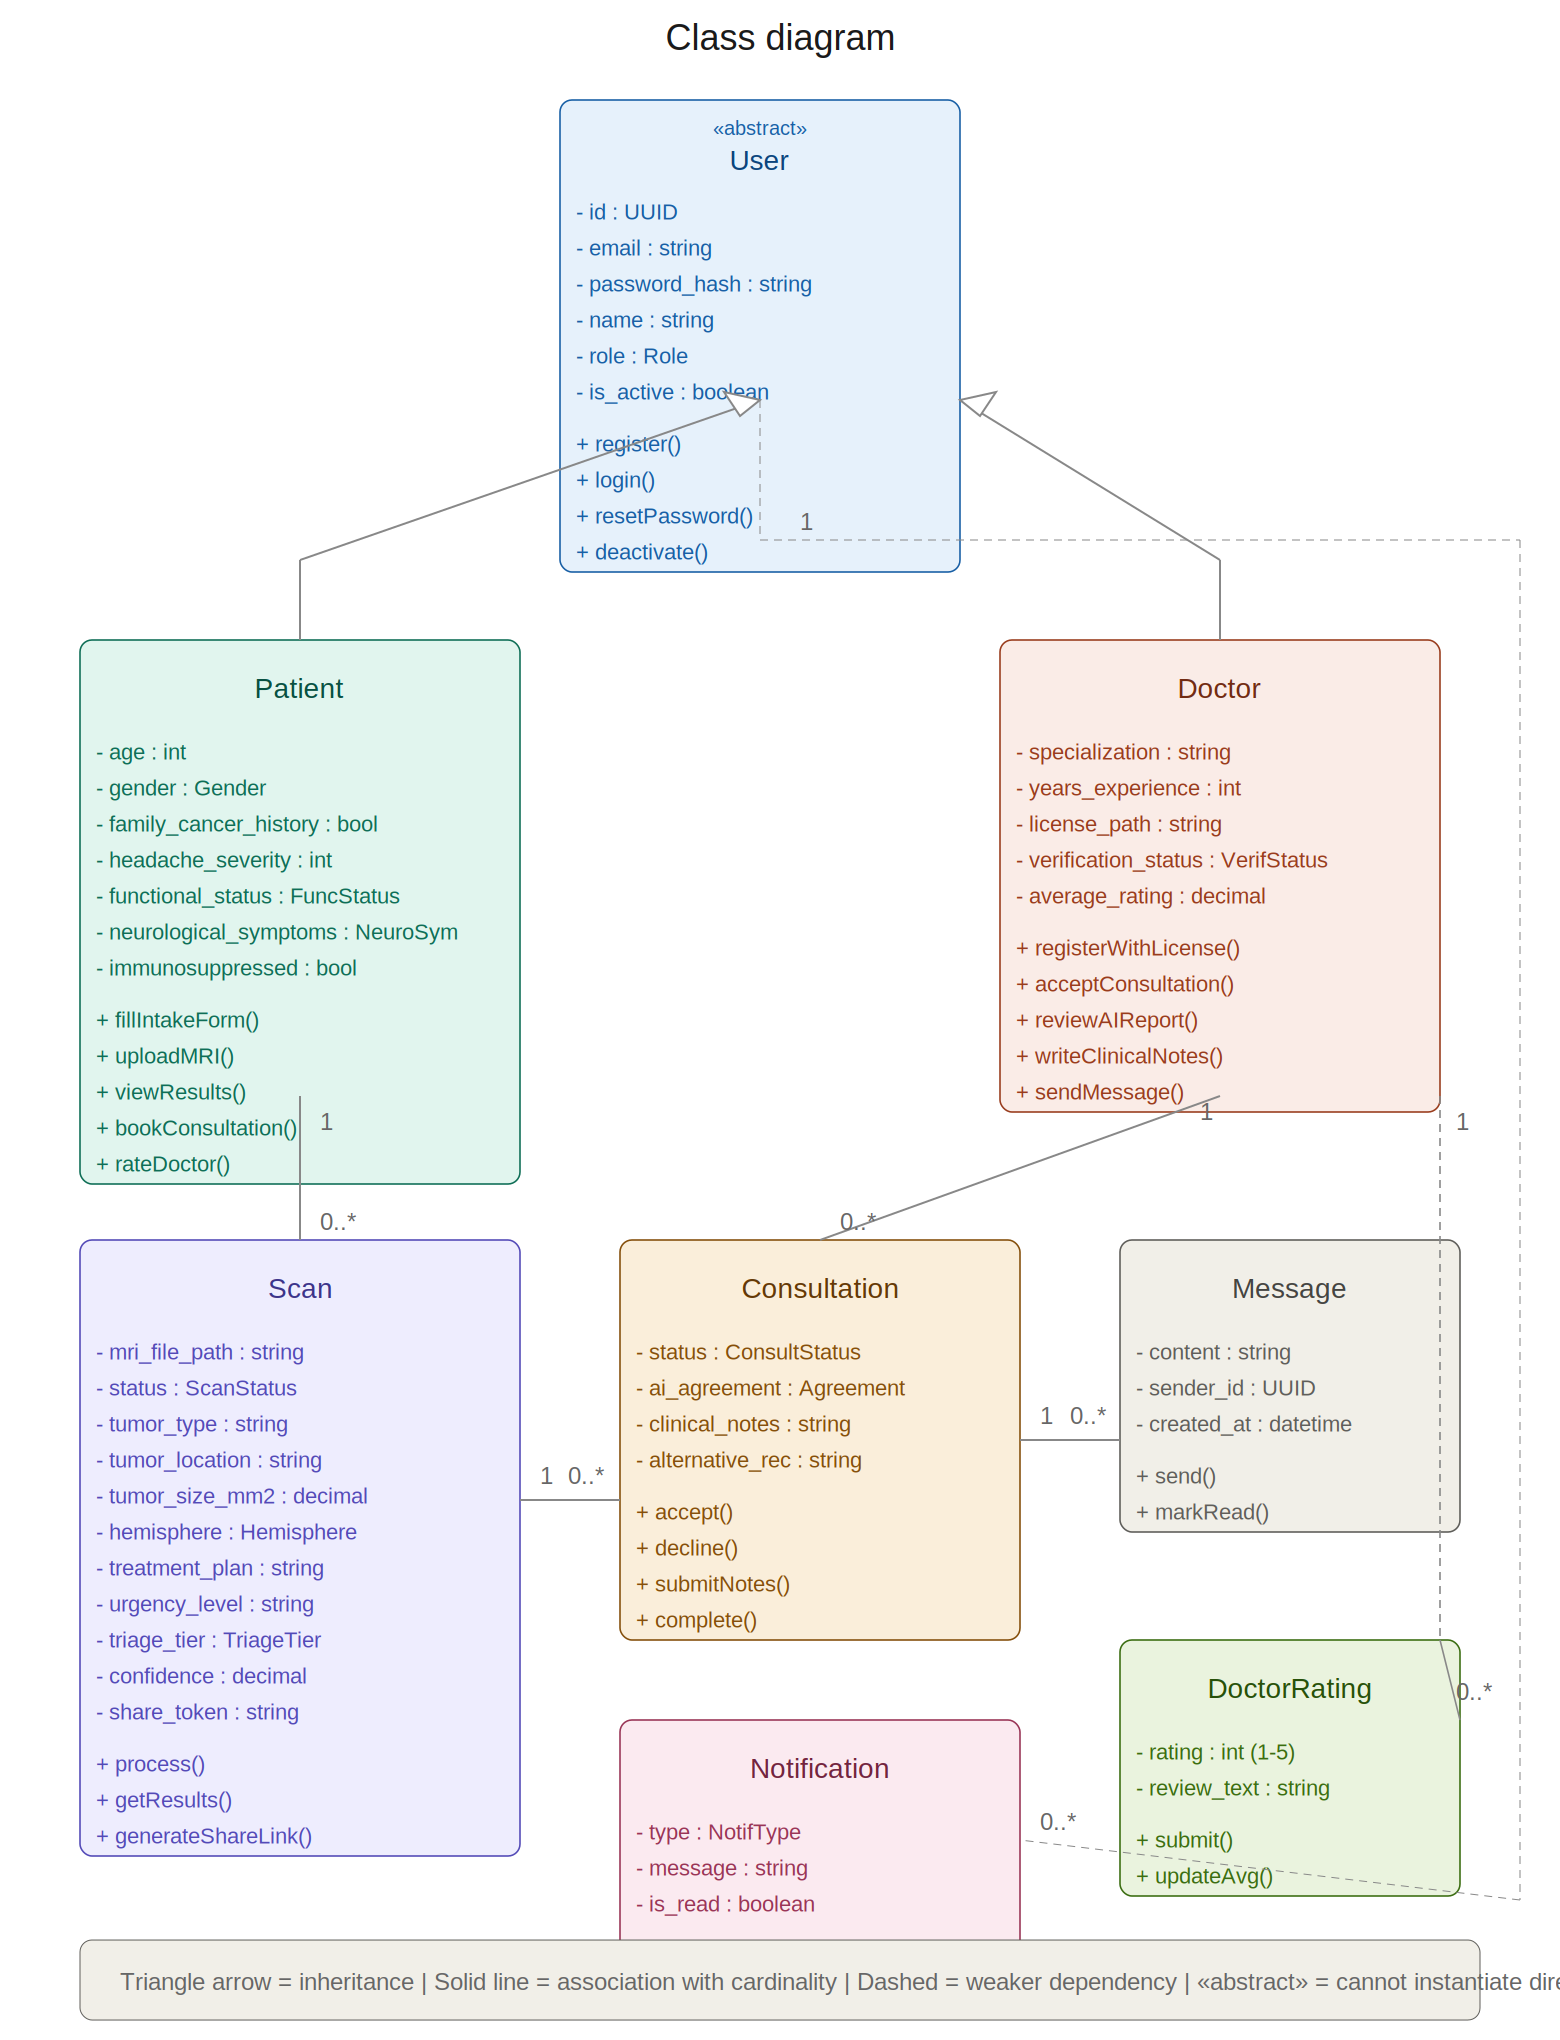 Class diagram
«abstract»
User
- id : UUID
- email : string
- password_hash : string
- name : string
- role : Role
- is_active : boolean
+ register()
+ login()
+ resetPassword()
+ deactivate()
1
Patient
- age : int
- gender : Gender
- family_cancer_history : bool
- headache_severity : int
- functional_status : FuncStatus
- neurological_symptoms : NeuroSym
- immunosuppressed : bool
+ fillIntakeForm()
+ uploadMRI()
+ viewResults()
+ bookConsultation()
+ rateDoctor()
1
0..*
Doctor
- specialization : string
- years_experience : int
- license_path : string
- verification_status : VerifStatus
- average_rating : decimal
+ registerWithLicense()
+ acceptConsultation()
+ reviewAIReport()
+ writeClinicalNotes()
+ sendMessage()
1
1
0..*
Scan
- mri_file_path : string
- status : ScanStatus
- tumor_type : string
- tumor_location : string
- tumor_size_mm2 : decimal
- hemisphere : Hemisphere
- treatment_plan : string
- urgency_level : string
- triage_tier : TriageTier
- confidence : decimal
- share_token : string
+ process()
+ getResults()
+ generateShareLink()
1 0..*
Consultation
- status : ConsultStatus
- ai_agreement : Agreement
- clinical_notes : string
- alternative_rec : string
+ accept()
+ decline()
+ submitNotes()
+ complete()
1 0..*
Message
- content : string
- sender_id : UUID
- created_at : datetime
+ send()
+ markRead()
DoctorRating
0..*
- rating : int (1-5)
- review_text : string
+ submit()
+ updateAvg()
Notification
- type : NotifType
- message : string
- is_read : boolean
0..*
Triangle arrow = inheritance | Solid line = association with cardinality | Dashed = weaker dependency | «abstract» = cannot instantiate dire